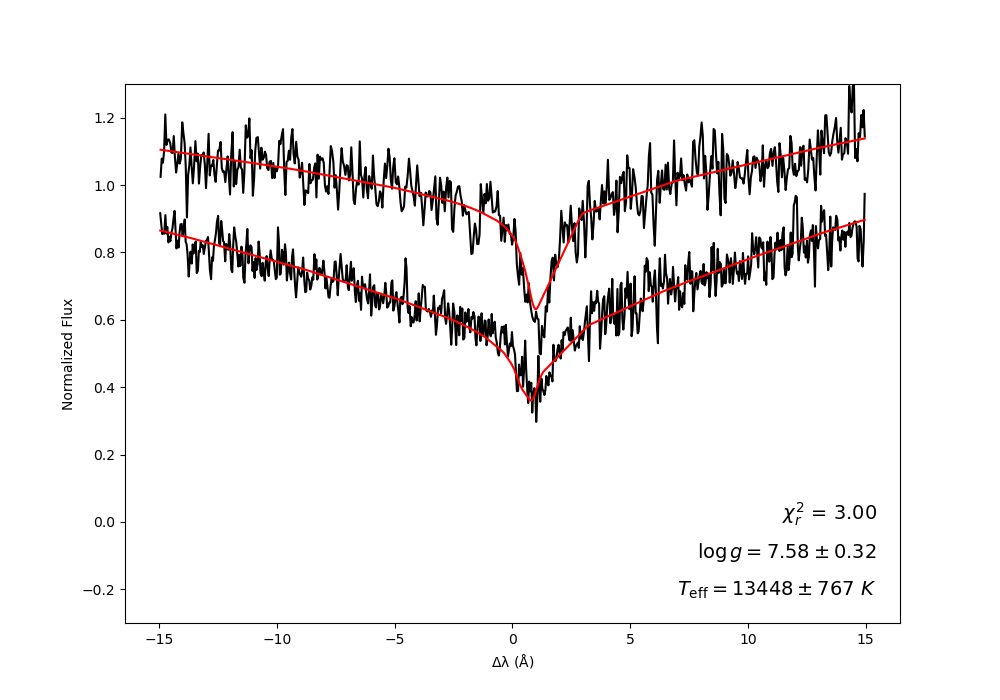 1.2
1.0
0.8
0.6
0.4
0.2
0.0
−0.2
Normalized Flux
χ²ᵣ = 3.00
log g = 7.58 ± 0.32
T_eff = 13448 ± 767 K
−15 −10 −5 0 5 10 15
Δλ (Å)